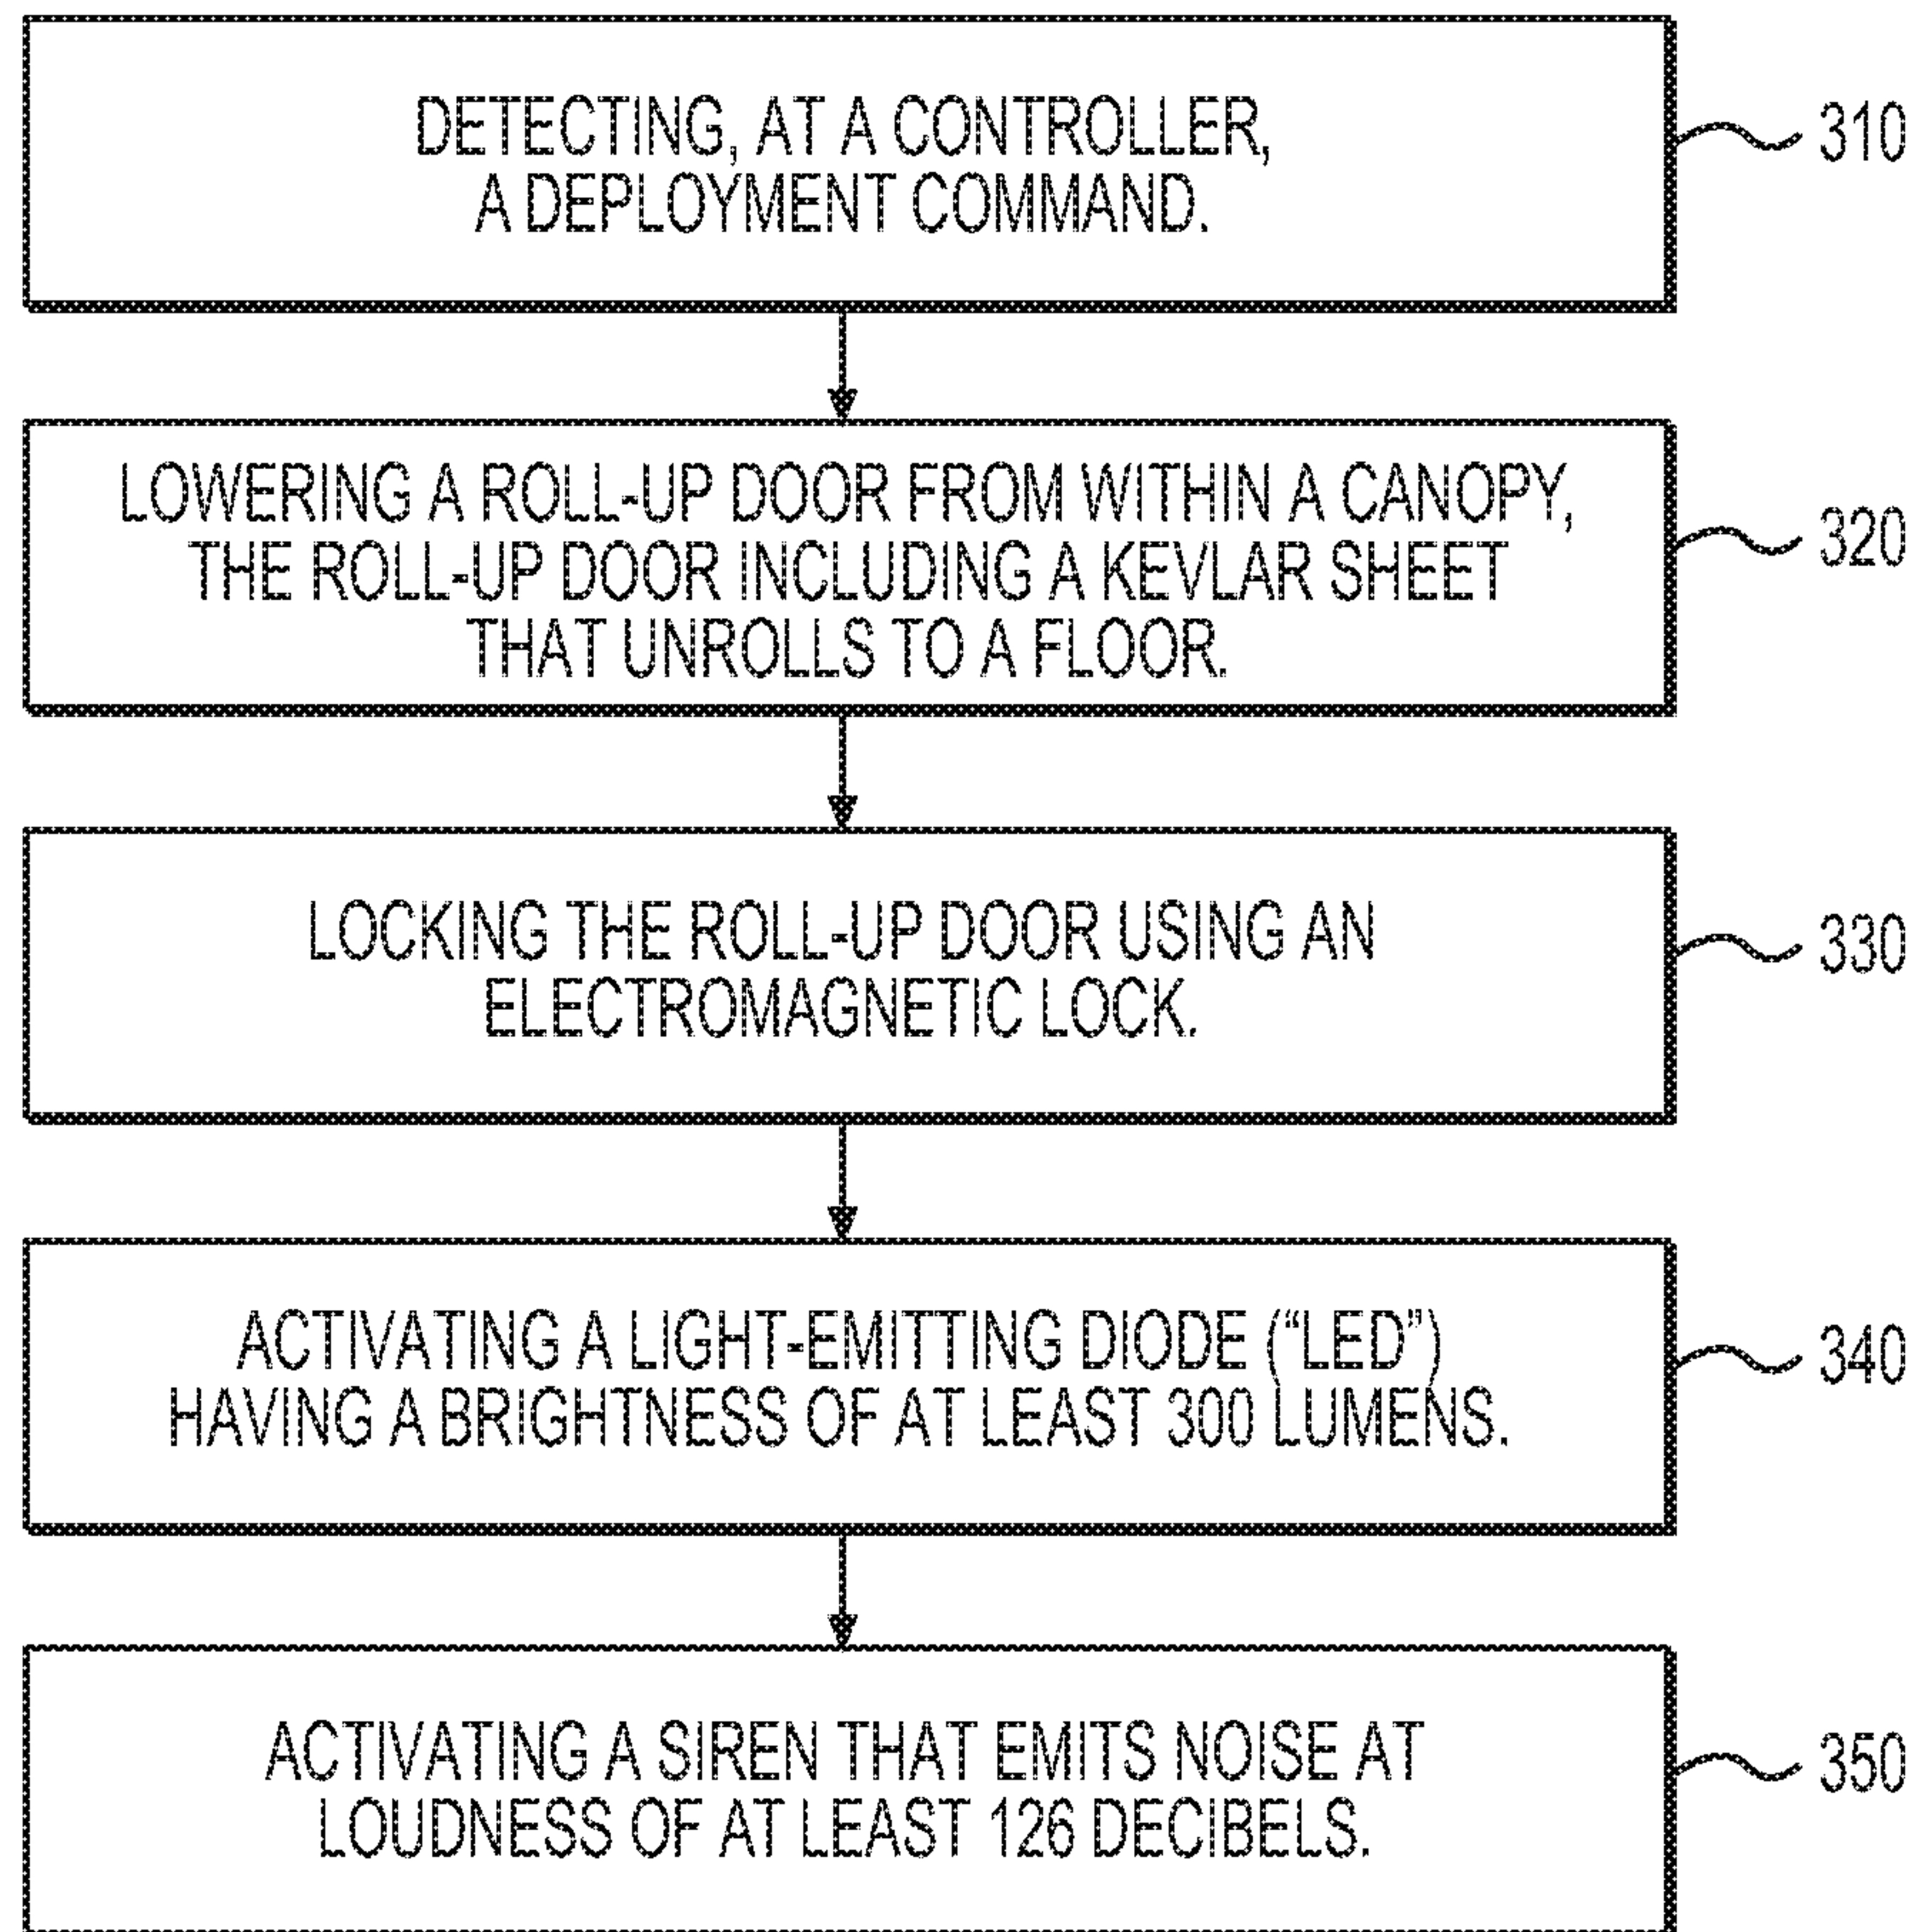 DETECTING, AT A CONTROLLER,
A DEPLOYMENT COMMAND.
310
LOWERING A ROLL-UP DOOR FROM WITHIN A CANOPY,
THE ROLL-UP DOOR INCLUDING A KEVLAR SHEET
THAT UNROLLS TO A FLOOR.
320
LOCKING THE ROLL-UP DOOR USING AN
ELECTROMAGNETIC LOCK.
330
ACTIVATING A LIGHT-EMITTING DIODE (“LED”)
HAVING A BRIGHTNESS OF AT LEAST 300 LUMENS.
340
ACTIVATING A SIREN THAT EMITS NOISE AT
LOUDNESS OF AT LEAST 126 DECIBELS.
350